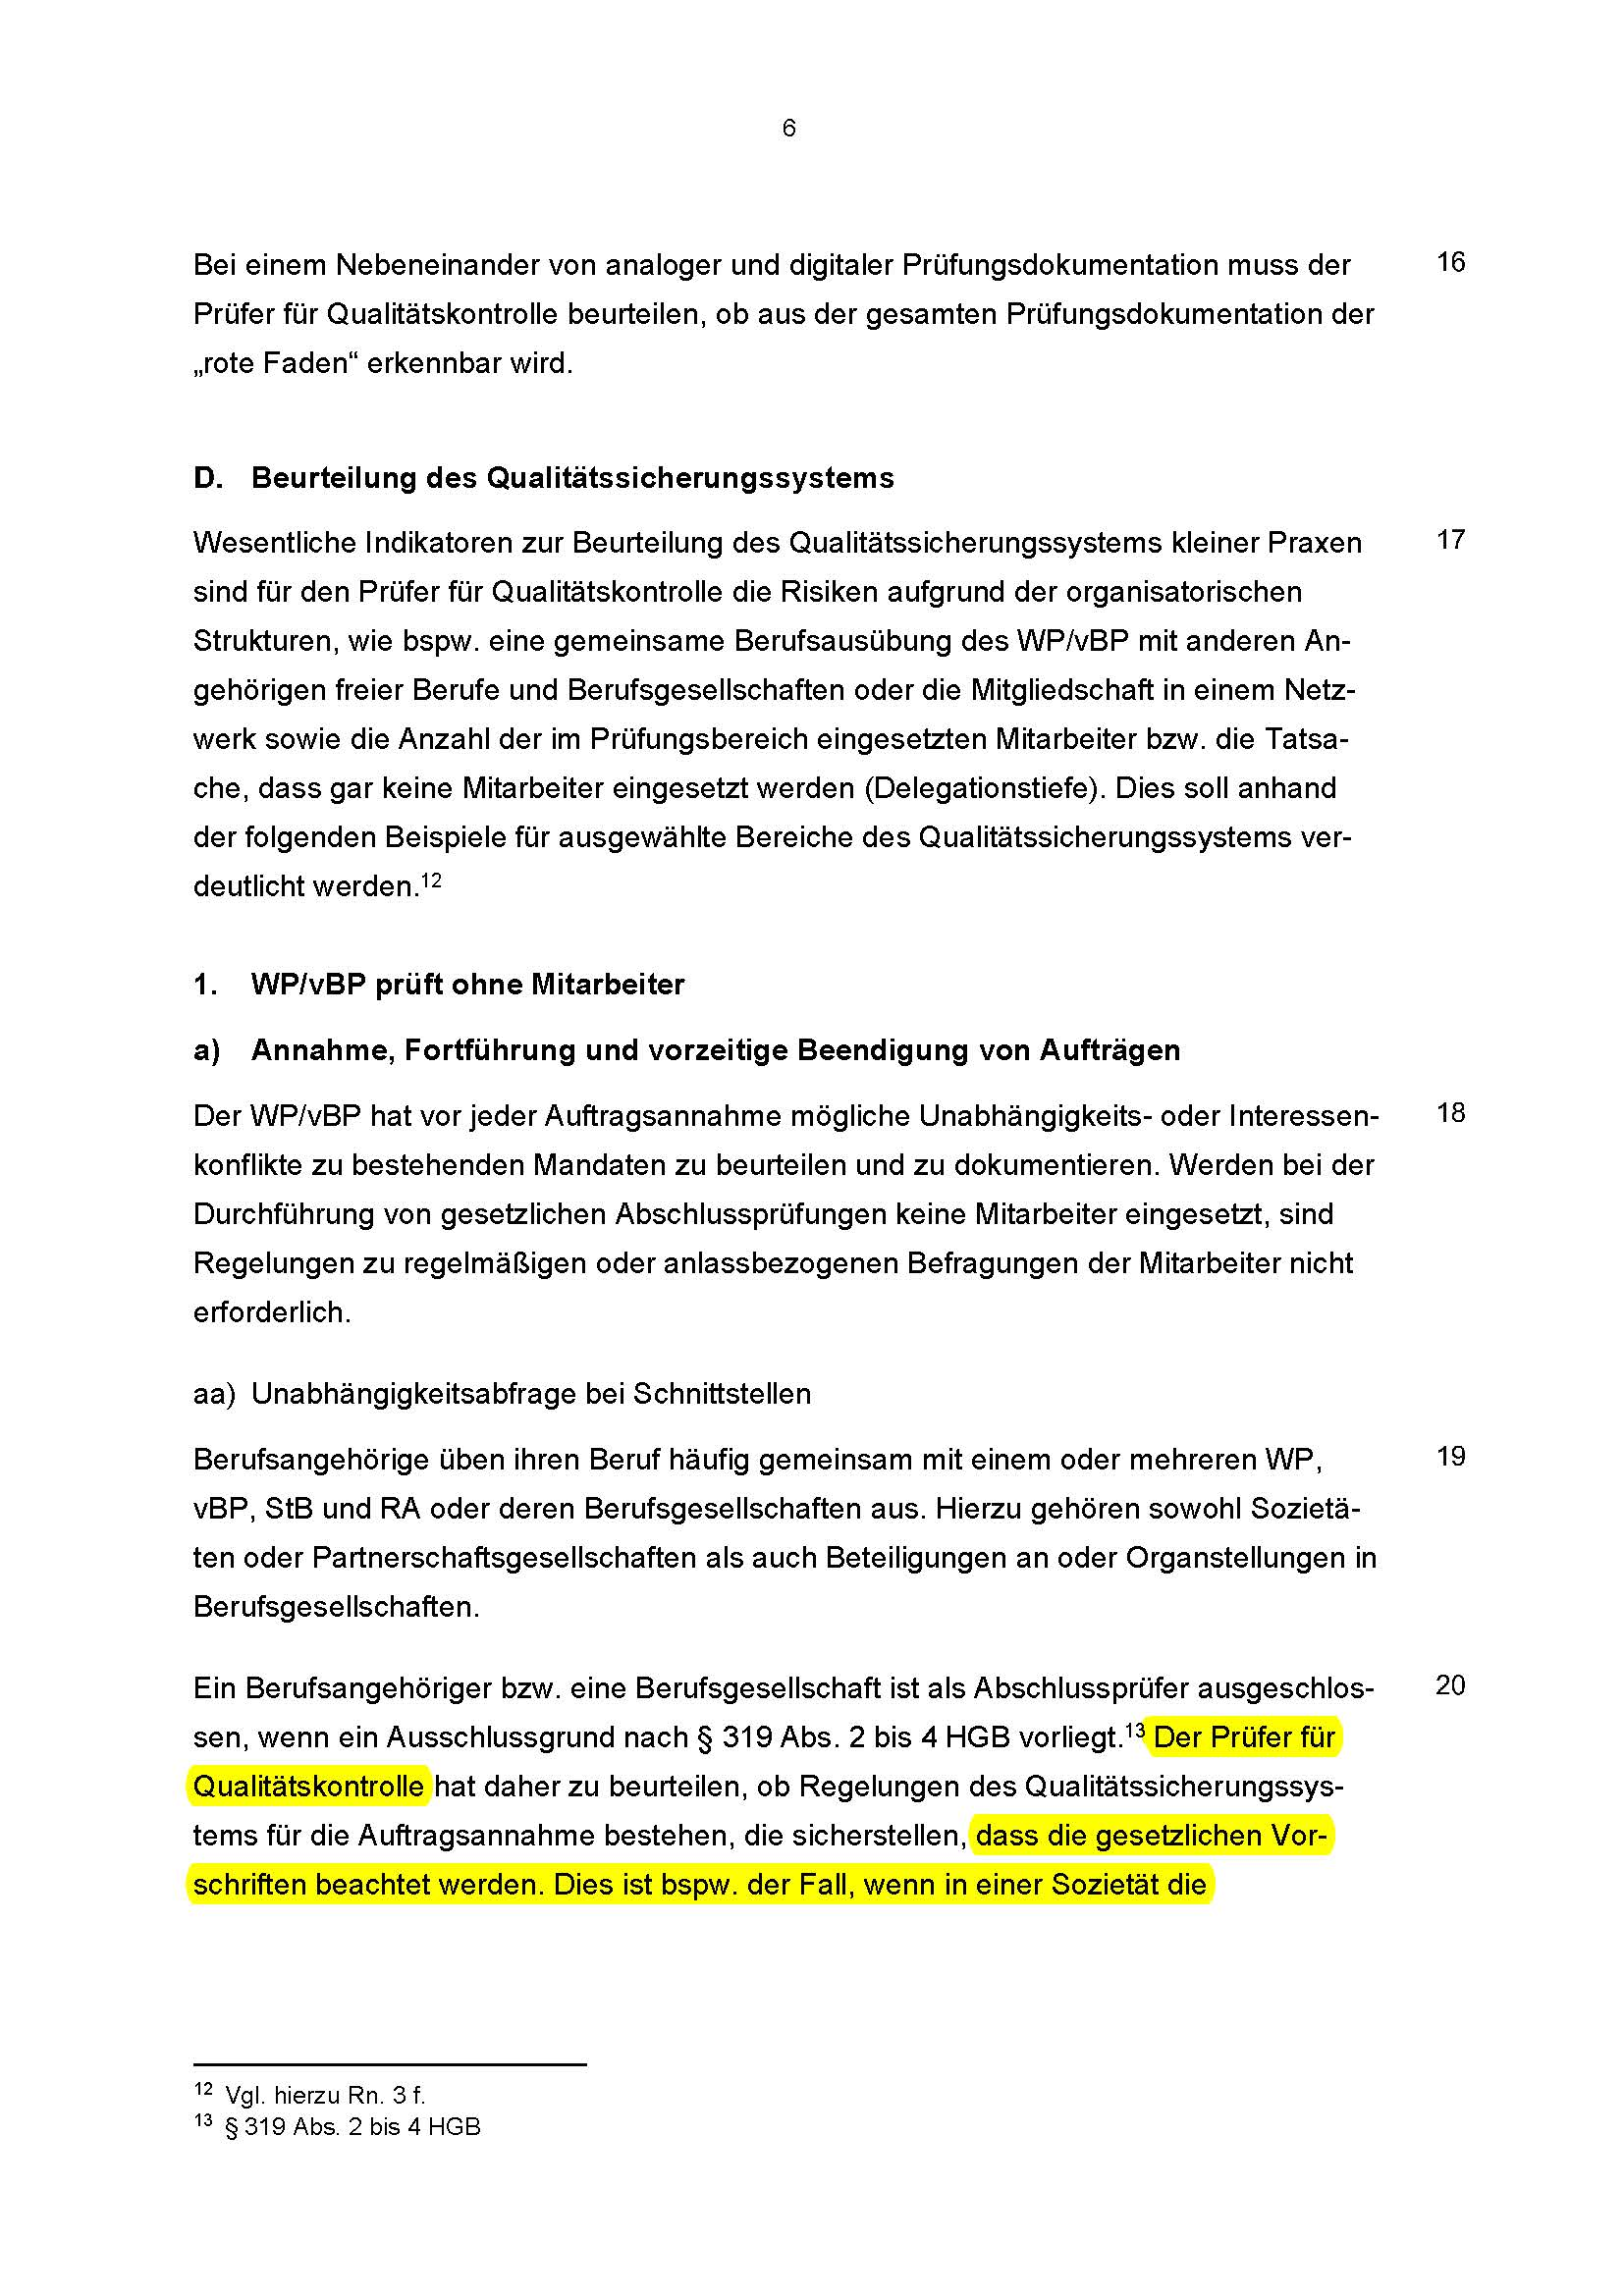 6
Bei einem Nebeneinander von analoger und digitaler Prüfungsdokumentation muss der 16
Prüfer für Qualitätskontrolle beurteilen, ob aus der gesamten Prüfungsdokumentation der
„rote Faden“ erkennbar wird.
D. Beurteilung des Qualitätssicherungssystems
Wesentliche Indikatoren zur Beurteilung des Qualitätssicherungssystems kleiner Praxen 17
sind für den Prüfer für Qualitätskontrolle die Risiken aufgrund der organisatorischen
Strukturen, wie bspw. eine gemeinsame Berufsausübung des WP/vBP mit anderen An-
gehörigen freier Berufe und Berufsgesellschaften oder die Mitgliedschaft in einem Netz-
werk sowie die Anzahl der im Prüfungsbereich eingesetzten Mitarbeiter bzw. die Tatsa-
che, dass gar keine Mitarbeiter eingesetzt werden (Delegationstiefe). Dies soll anhand
der folgenden Beispiele für ausgewählte Bereiche des Qualitätssicherungssystems ver-
deutlicht werden.12
1. WP/vBP prüft ohne Mitarbeiter
a) Annahme, Fortführung und vorzeitige Beendigung von Aufträgen
Der WP/vBP hat vor jeder Auftragsannahme mögliche Unabhängigkeits- oder Interessen- 18
konflikte zu bestehenden Mandaten zu beurteilen und zu dokumentieren. Werden bei der
Durchführung von gesetzlichen Abschlussprüfungen keine Mitarbeiter eingesetzt, sind
Regelungen zu regelmäßigen oder anlassbezogenen Befragungen der Mitarbeiter nicht
erforderlich.
aa) Unabhängigkeitsabfrage bei Schnittstellen
Berufsangehörige üben ihren Beruf häufig gemeinsam mit einem oder mehreren WP, 19
vBP, StB und RA oder deren Berufsgesellschaften aus. Hierzu gehören sowohl Sozietä-
ten oder Partnerschaftsgesellschaften als auch Beteiligungen an oder Organstellungen in
Berufsgesellschaften.
Ein Berufsangehöriger bzw. eine Berufsgesellschaft ist als Abschlussprüfer ausgeschlos- 20
sen, wenn ein Ausschlussgrund nach § 319 Abs. 2 bis 4 HGB vorliegt.13 Der Prüfer für
Qualitätskontrolle hat daher zu beurteilen, ob Regelungen des Qualitätssicherungssys-
tems für die Auftragsannahme bestehen, die sicherstellen, dass die gesetzlichen Vor-
schriften beachtet werden. Dies ist bspw. der Fall, wenn in einer Sozietät die
12 Vgl. hierzu Rn. 3 f.
13 § 319 Abs. 2 bis 4 HGB